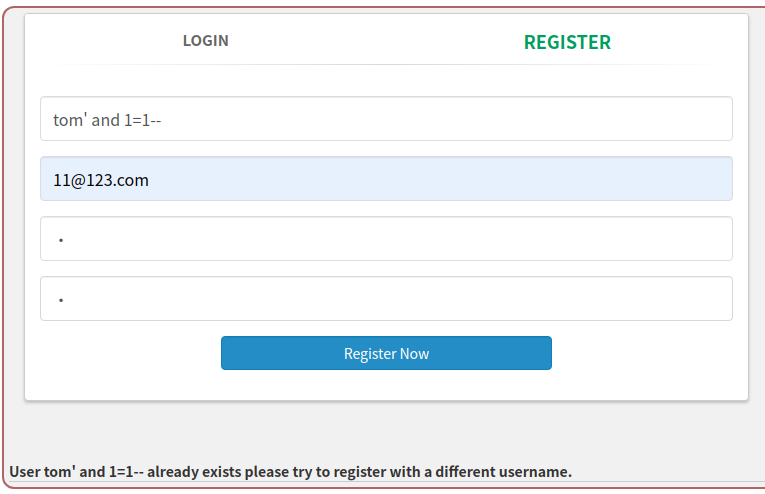 LOGIN
REGISTER
tom' and 1=1--
11@123.com
Register Now
User tom' and 1=1-- already exists please try to register with a different username.